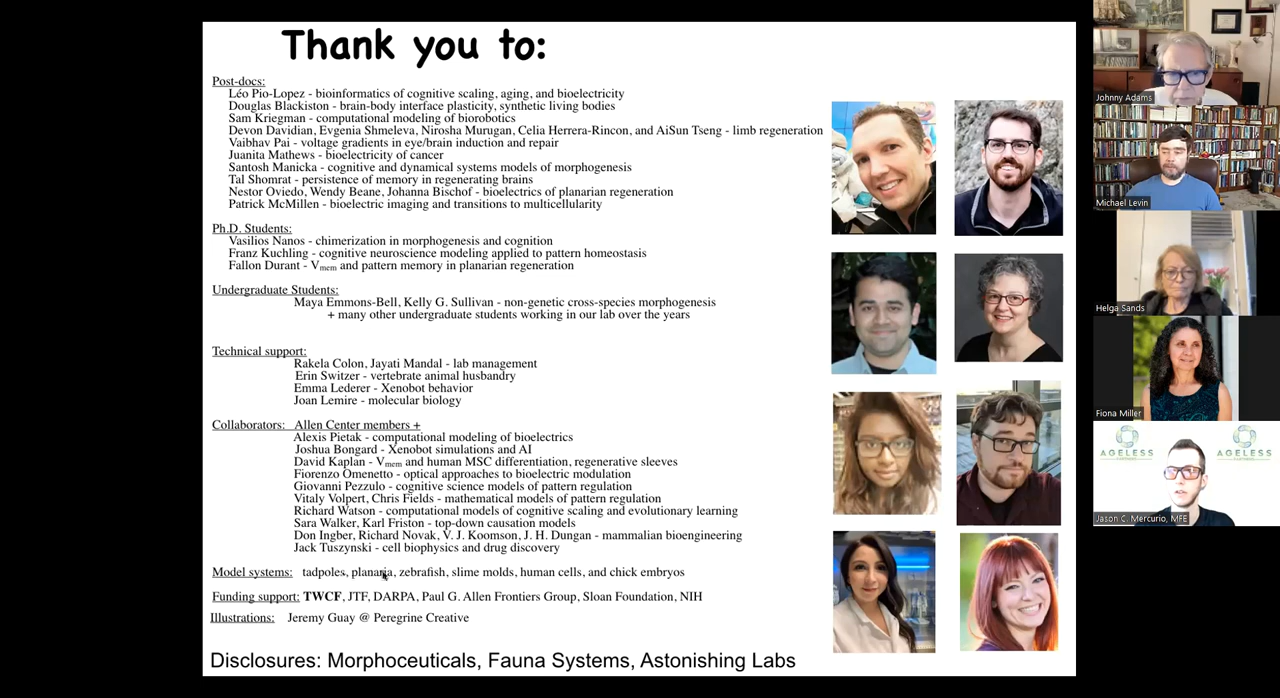 Thank you to:
Post-docs:
Léo Pio-Lopez - bioinformatics of cognitive scaling, aging, and bioelectricity
Douglas Blackiston - brain-body interface plasticity, synthetic living bodies
Sam Kriegman - computational modeling of biorobotics
Devon Davidian, Evgenia Shmeleva, Nirosha Murugan, Celia Herrera-Rincon, and AiSun Tseng - limb regeneration
Vaibhav Pai - voltage gradients in eye/brain induction and repair
Juanita Mathews - bioelectricity of cancer
Santosh Manicka - cognitive and dynamical systems models of morphogenesis
Tal Shomrat - persistence of memory in regenerating brains
Nestor Oviedo, Wendy Beane, Johanna Bischof - bioelectrics of planarian regeneration
Patrick McMillen - bioelectric imaging and transitions to multicellularity
Ph.D. Students:
Vasilios Nanos - chimerization in morphogenesis and cognition
Franz Kuchling - cognitive neuroscience modeling applied to pattern homeostasis
Fallon Durant - Vmem and pattern memory in planarian regeneration
Undergraduate Students:
Maya Emmons-Bell, Kelly G. Sullivan - non-genetic cross-species morphogenesis
+ many other undergraduate students working in our lab over the years
Technical support:
Rakela Colon, Jayati Mandal - lab management
Erin Switzer - vertebrate animal husbandry
Emma Lederer - Xenobot behavior
Joan Lemire - molecular biology
Collaborators: Allen Center members +
Alexis Pietak - computational modeling of bioelectrics
Joshua Bongard - Xenobot simulations and AI
David Kaplan - Vmem and human MSC differentiation, regenerative sleeves
Fiorenzo Omenetto - optical approaches to bioelectric modulation
Giovanni Pezzulo - cognitive science models of pattern regulation
Vitaly Volpert, Chris Fields - mathematical models of pattern regulation
Richard Watson - computational models of cognitive scaling and evolutionary learning
Sara Walker, Karl Friston - top-down causation models
Don Ingber, Richard Novak, V. J. Koomson, J. H. Dungan - mammalian bioengineering
Jack Tuszynski - cell biophysics and drug discovery
Model systems: tadpoles, planaria, zebrafish, slime molds, human cells, and chick embryos
Funding support: TWCF, JTF, DARPA, Paul G. Allen Frontiers Group, Sloan Foundation, NIH
Illustrations: Jeremy Guay @ Peregrine Creative
Disclosures: Morphoceuticals, Fauna Systems, Astonishing Labs
Johnny Adams
Michael Levin
Helga Sands
Fiona Miller
AGELESS
AGELESS
Jason C. Mercurio, MFE